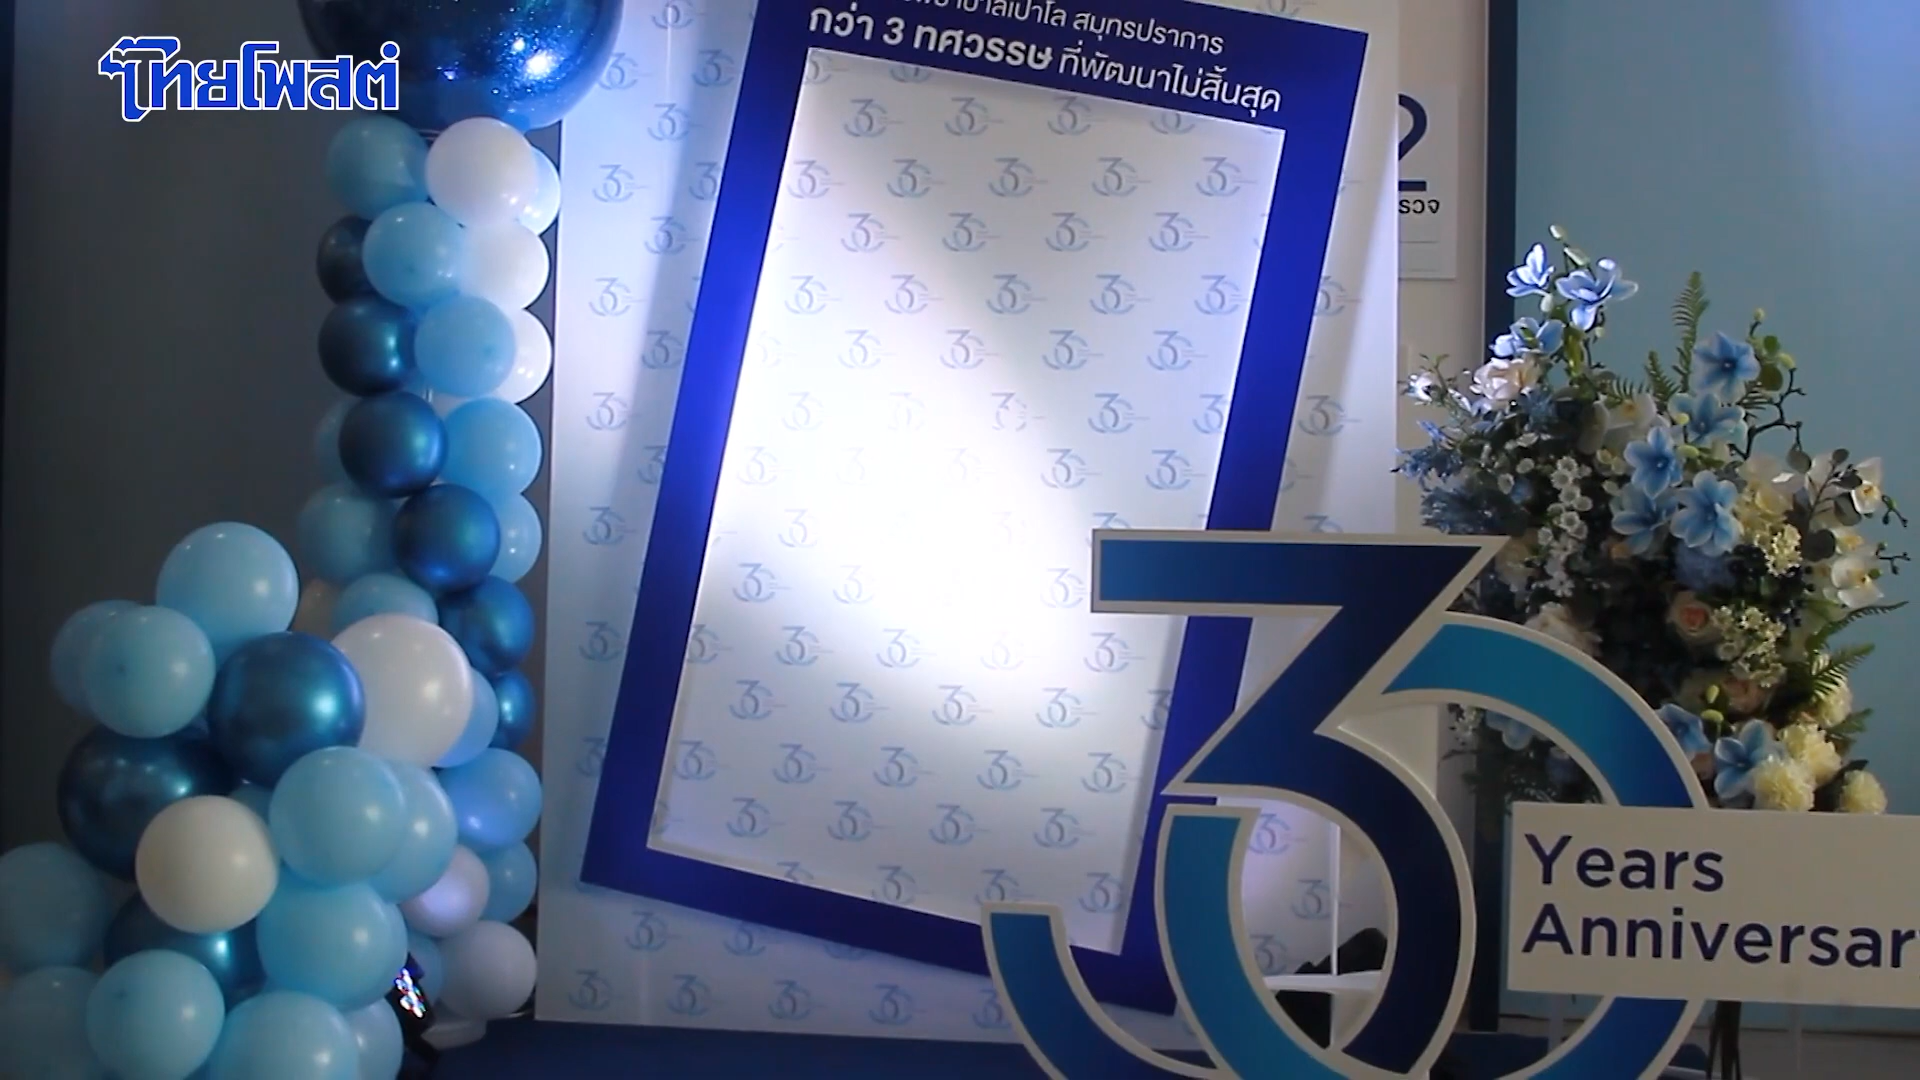 ไทยโพสต์
สมุทรปราการ
กว่า 3 ทศวรรษ ที่พัฒนาไม่สิ้นสุด
2
30
Years
Anniversary